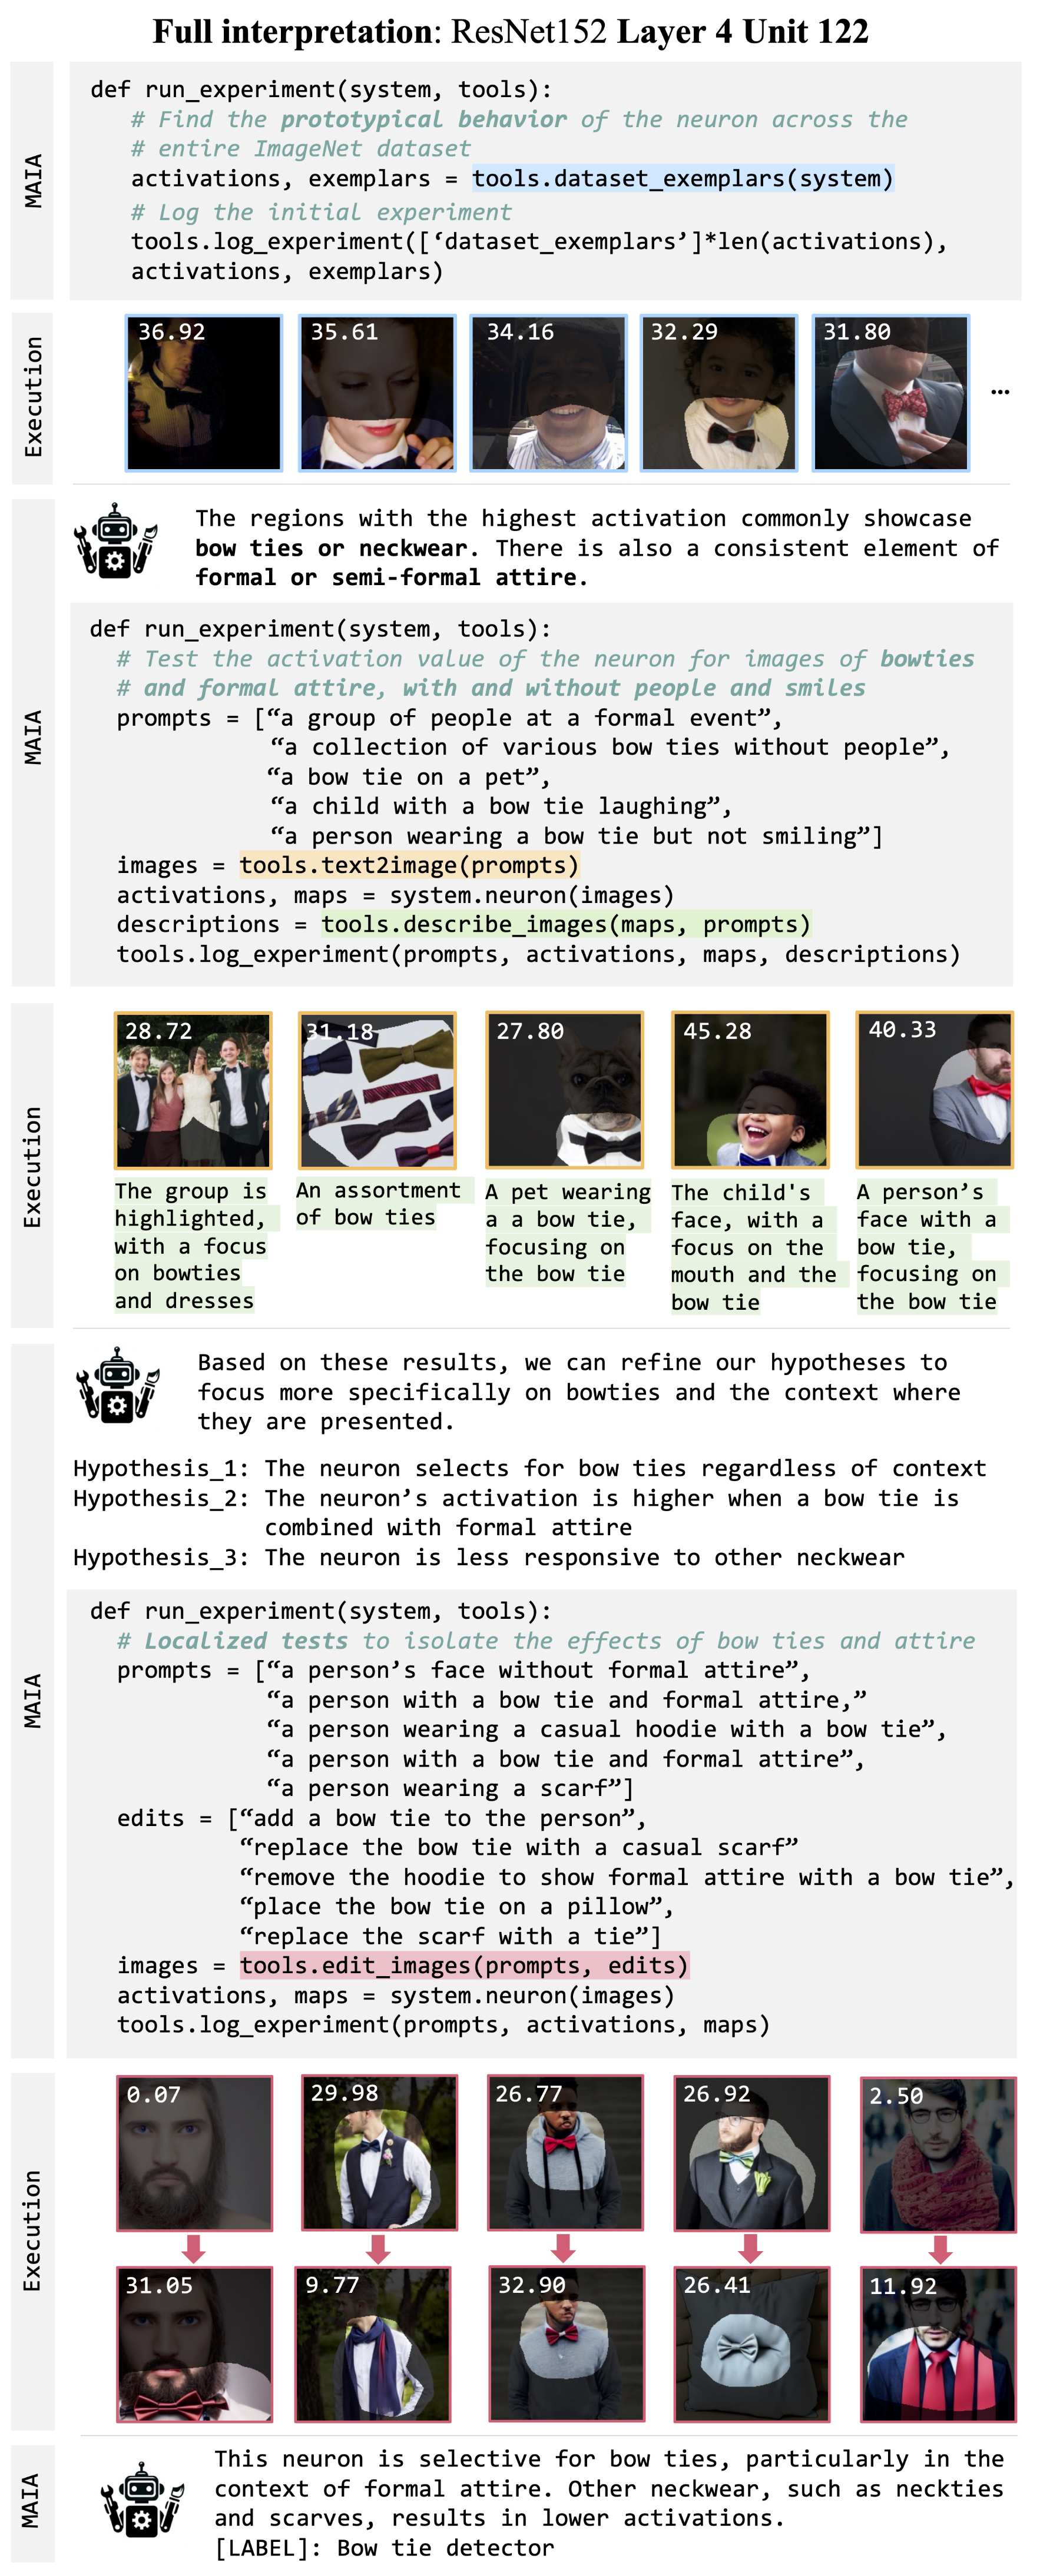 Full interpretation: ResNet152 Layer 4 Unit 122
MAIA
def run_experiment(system, tools):
# Find the prototypical behavior of the neuron across the
# entire ImageNet dataset
activations, exemplars = tools.dataset_exemplars(system)
# Log the initial experiment
tools.log_experiment([‘dataset_exemplars’]*len(activations),
activations, exemplars)
Execution
36.92 35.61 34.16 32.29 31.80 ...
MAIA
The regions with the highest activation commonly showcase
bow ties or neckwear. There is also a consistent element of
formal or semi-formal attire.
MAIA
def run_experiment(system, tools):
# Test the activation value of the neuron for images of bowties
# and formal attire, with and without people and smiles
prompts = [“a group of people at a formal event”,
“a collection of various bow ties without people”,
“a bow tie on a pet”,
“a child with a bow tie laughing”,
“a person wearing a bow tie but not smiling”]
images = tools.text2image(prompts)
activations, maps = system.neuron(images)
descriptions = tools.describe_images(maps, prompts)
tools.log_experiment(prompts, activations, maps, descriptions)
Execution
28.72 31.18 27.80 45.28 40.33
The group is
highlighted,
with a focus
on bowties
and dresses
An assortment
of bow ties
A pet wearing
a a bow tie,
focusing on
the bow tie
The child's
face, with a
focus on the
mouth and the
bow tie
A person’s
face with a
bow tie,
focusing on
the bow tie
Based on these results, we can refine our hypotheses to
focus more specifically on bowties and the context where
they are presented.
Hypothesis_1: The neuron selects for bow ties regardless of context
Hypothesis_2: The neuron’s activation is higher when a bow tie is
combined with formal attire
Hypothesis_3: The neuron is less responsive to other neckwear
MAIA
def run_experiment(system, tools):
# Localized tests to isolate the effects of bow ties and attire
prompts = [“a person’s face without formal attire”,
“a person with a bow tie and formal attire,”
“a person wearing a casual hoodie with a bow tie”,
“a person with a bow tie and formal attire”,
“a person wearing a scarf”]
edits = [“add a bow tie to the person”,
“replace the bow tie with a casual scarf”
“remove the hoodie to show formal attire with a bow tie”,
“place the bow tie on a pillow”,
“replace the scarf with a tie”]
images = tools.edit_images(prompts, edits)
activations, maps = system.neuron(images)
tools.log_experiment(prompts, activations, maps)
Execution
0.07 29.98 26.77 26.92 2.50
31.05 9.77 32.90 26.41 11.92
MAIA
This neuron is selective for bow ties, particularly in the
context of formal attire. Other neckwear, such as neckties
and scarves, results in lower activations.
[LABEL]: Bow tie detector